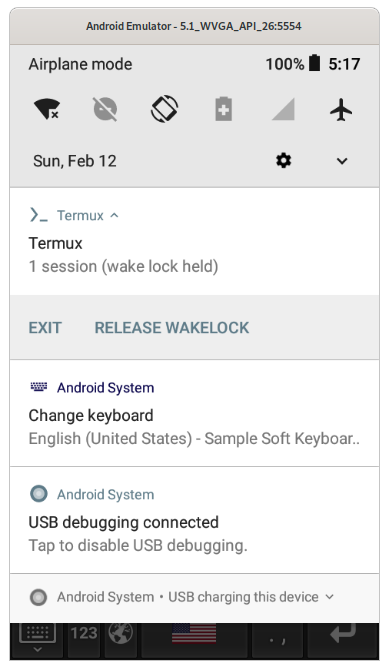 Android Emulator - 5.1_WVGA_API_26:5554
Airplane mode 100% 5:17
Sun, Feb 12
Termux
Termux
1 session (wake lock held)
EXIT RELEASE WAKELOCK
Android System
Change keyboard
English (United States) - Sample Soft Keyboar..
Android System
USB debugging connected
Tap to disable USB debugging.
Android System • USB charging this device
123 . ,